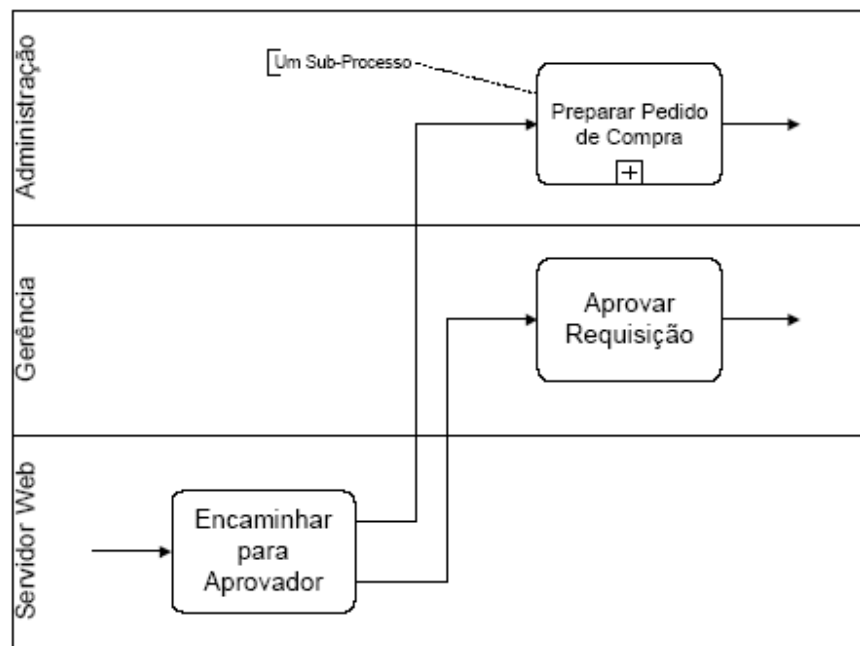 Administração
Um Sub-Processo
Preparar Pedido
de Compra
Gerência
Aprovar
Requisição
Servidor Web
Encaminhar
para
Aprovador